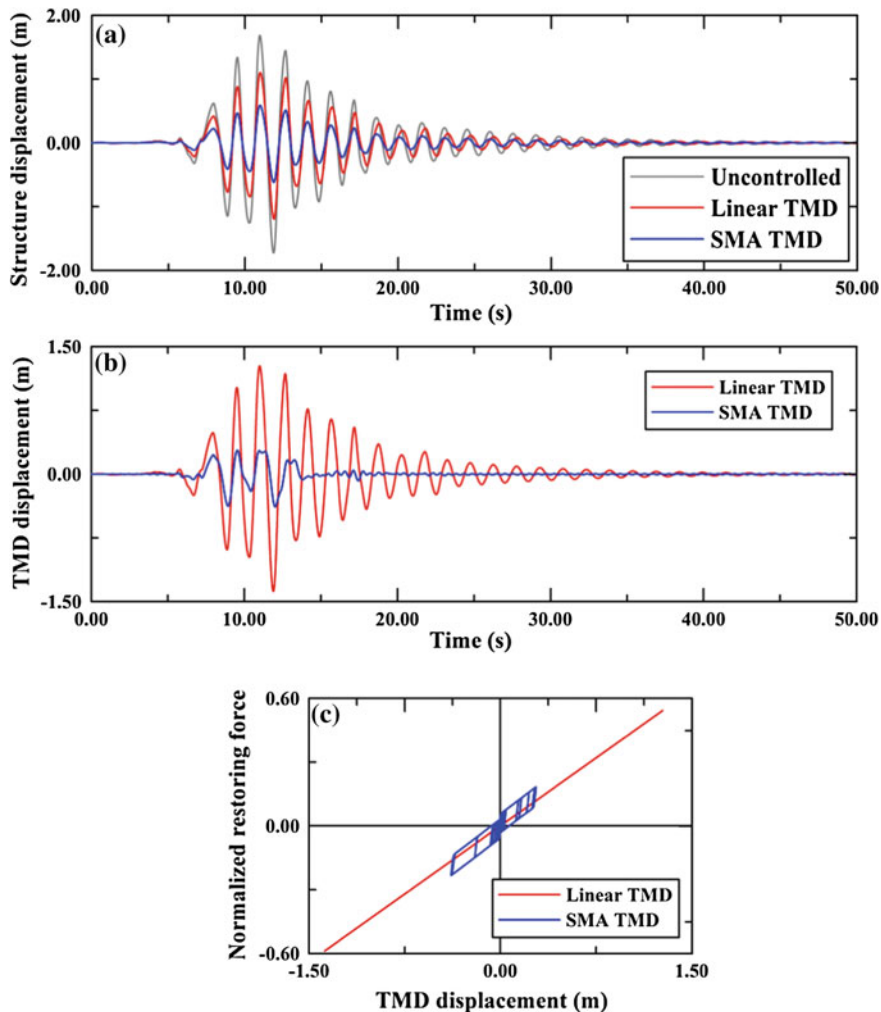 (a)
Structure displacement (m)
2.00
0.00
-2.00
Uncontrolled
Linear TMD
SMA TMD
0.00 10.00 20.00 30.00 40.00 50.00
Time (s)
(b)
TMD displacement (m)
1.50
0.00
-1.50
Linear TMD
SMA TMD
0.00 10.00 20.00 30.00 40.00 50.00
Time (s)
(c)
Normalized restoring force
0.60
0.00
-0.60
Linear TMD
SMA TMD
-1.50 0.00 1.50
TMD displacement (m)